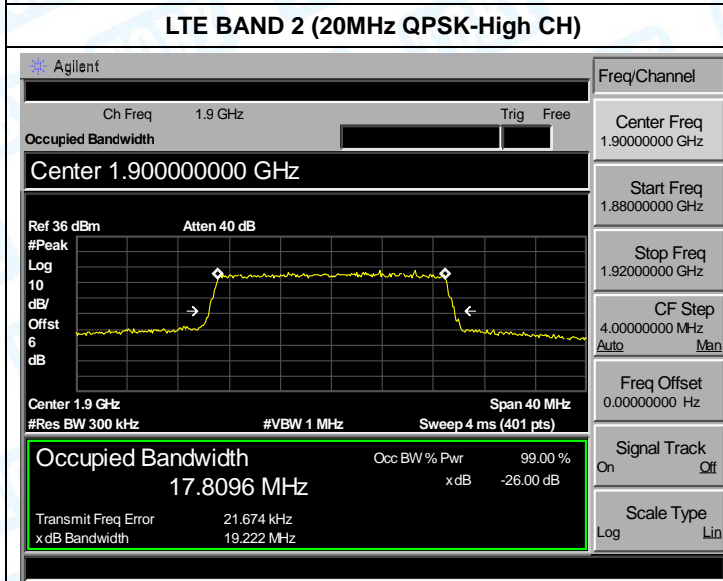 LTE BAND 2 (20MHz QPSK-High CH)
Agilent
Freq/Channel
Ch Freq 1.9 GHz Trig Free
Occupied Bandwidth
Center 1.900000000 GHz
Ref 36 dBm Atten 40 dB
#Peak
Log
10
dB/
Offst
6
dB
Center 1.9 GHz Span 40 MHz
#Res BW 300 kHz #VBW 1 MHz Sweep 4 ms (401 pts)
Occupied Bandwidth Occ BW % Pwr 99.00 %
17.8096 MHz x dB -26.00 dB
Transmit Freq Error 21.674 kHz
x dB Bandwidth 19.222 MHz
Center Freq
1.90000000 GHz
Start Freq
1.88000000 GHz
Stop Freq
1.92000000 GHz
CF Step
4.00000000 MHz
Auto Man
Freq Offset
0.00000000 Hz
Signal Track
On Off
Scale Type
Log Lin